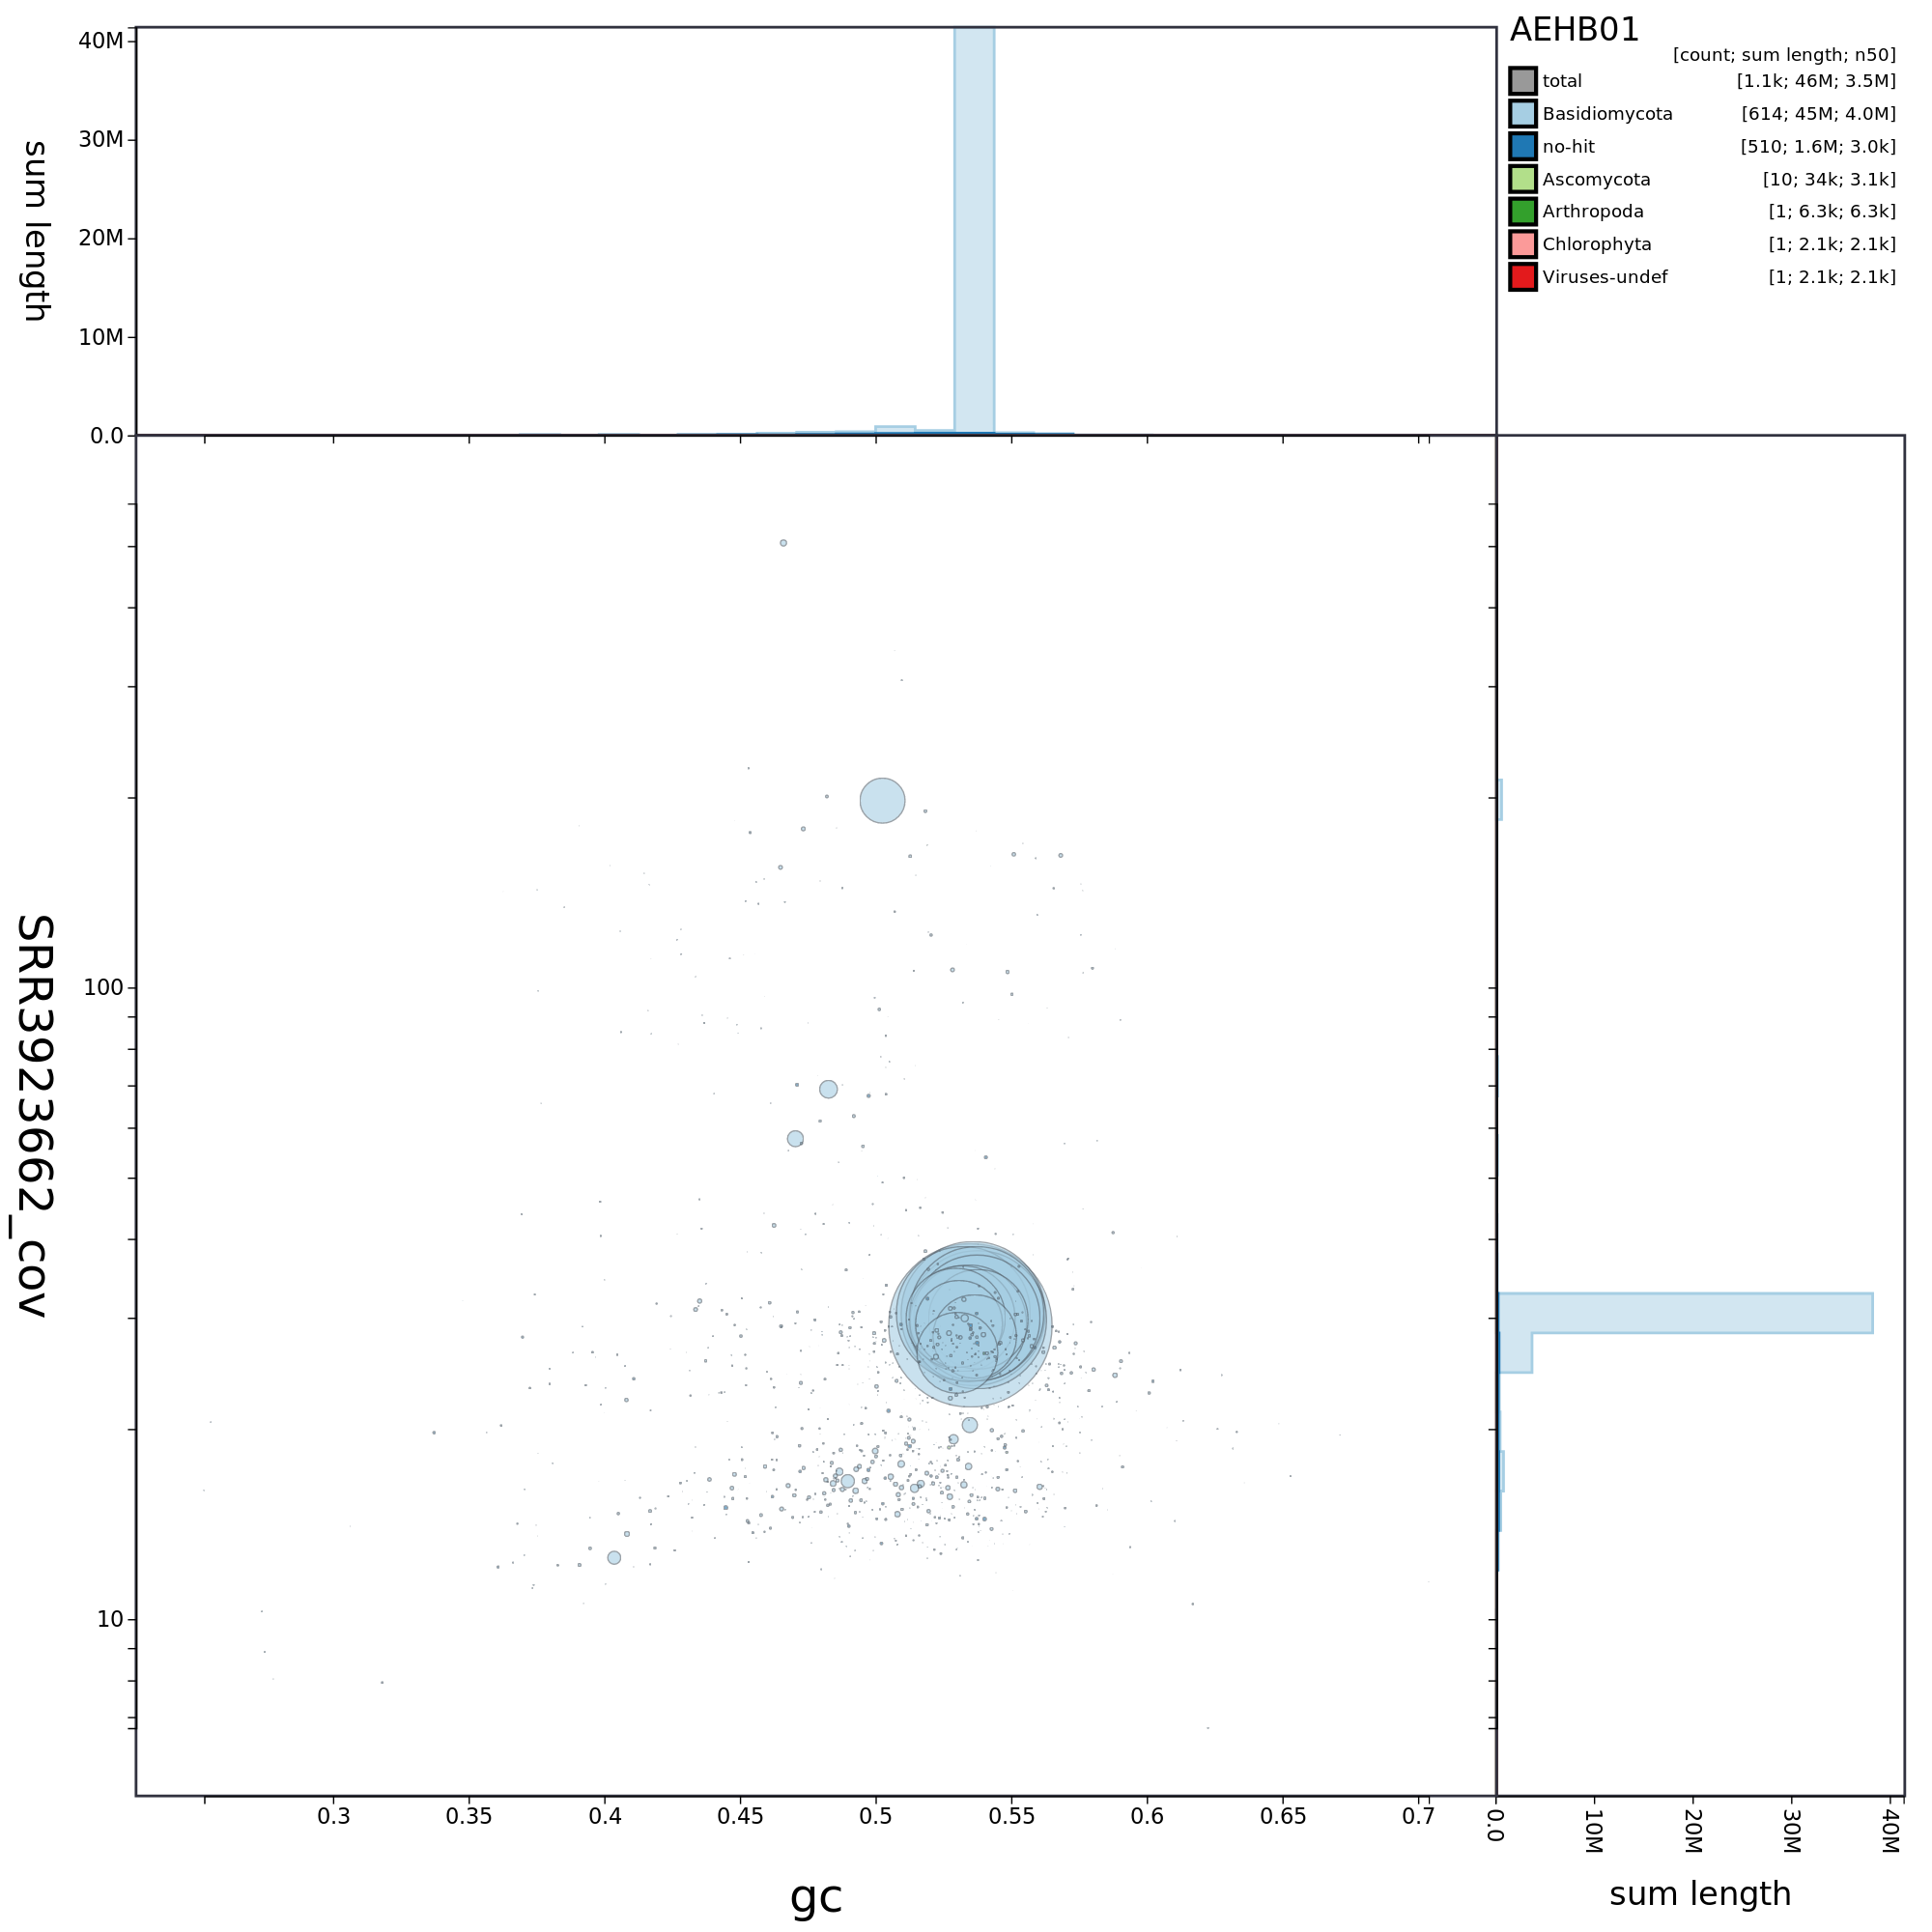 AEHB01
[count; sum length; n50]
total [1.1k; 46M; 3.5M]
Basidiomycota [614; 45M; 4.0M]
no-hit [510; 1.6M; 3.0k]
Ascomycota [10; 34k; 3.1k]
Arthropoda [1; 6.3k; 6.3k]
Chlorophyta [1; 2.1k; 2.1k]
Viruses-undef [1; 2.1k; 2.1k]
sum length
40M
30M
20M
10M
0.0
SRR3923662_cov
100
10
0.3 0.35 0.4 0.45 0.5 0.55 0.6 0.65 0.7
gc
0.0 10M 20M 30M 40M
sum length